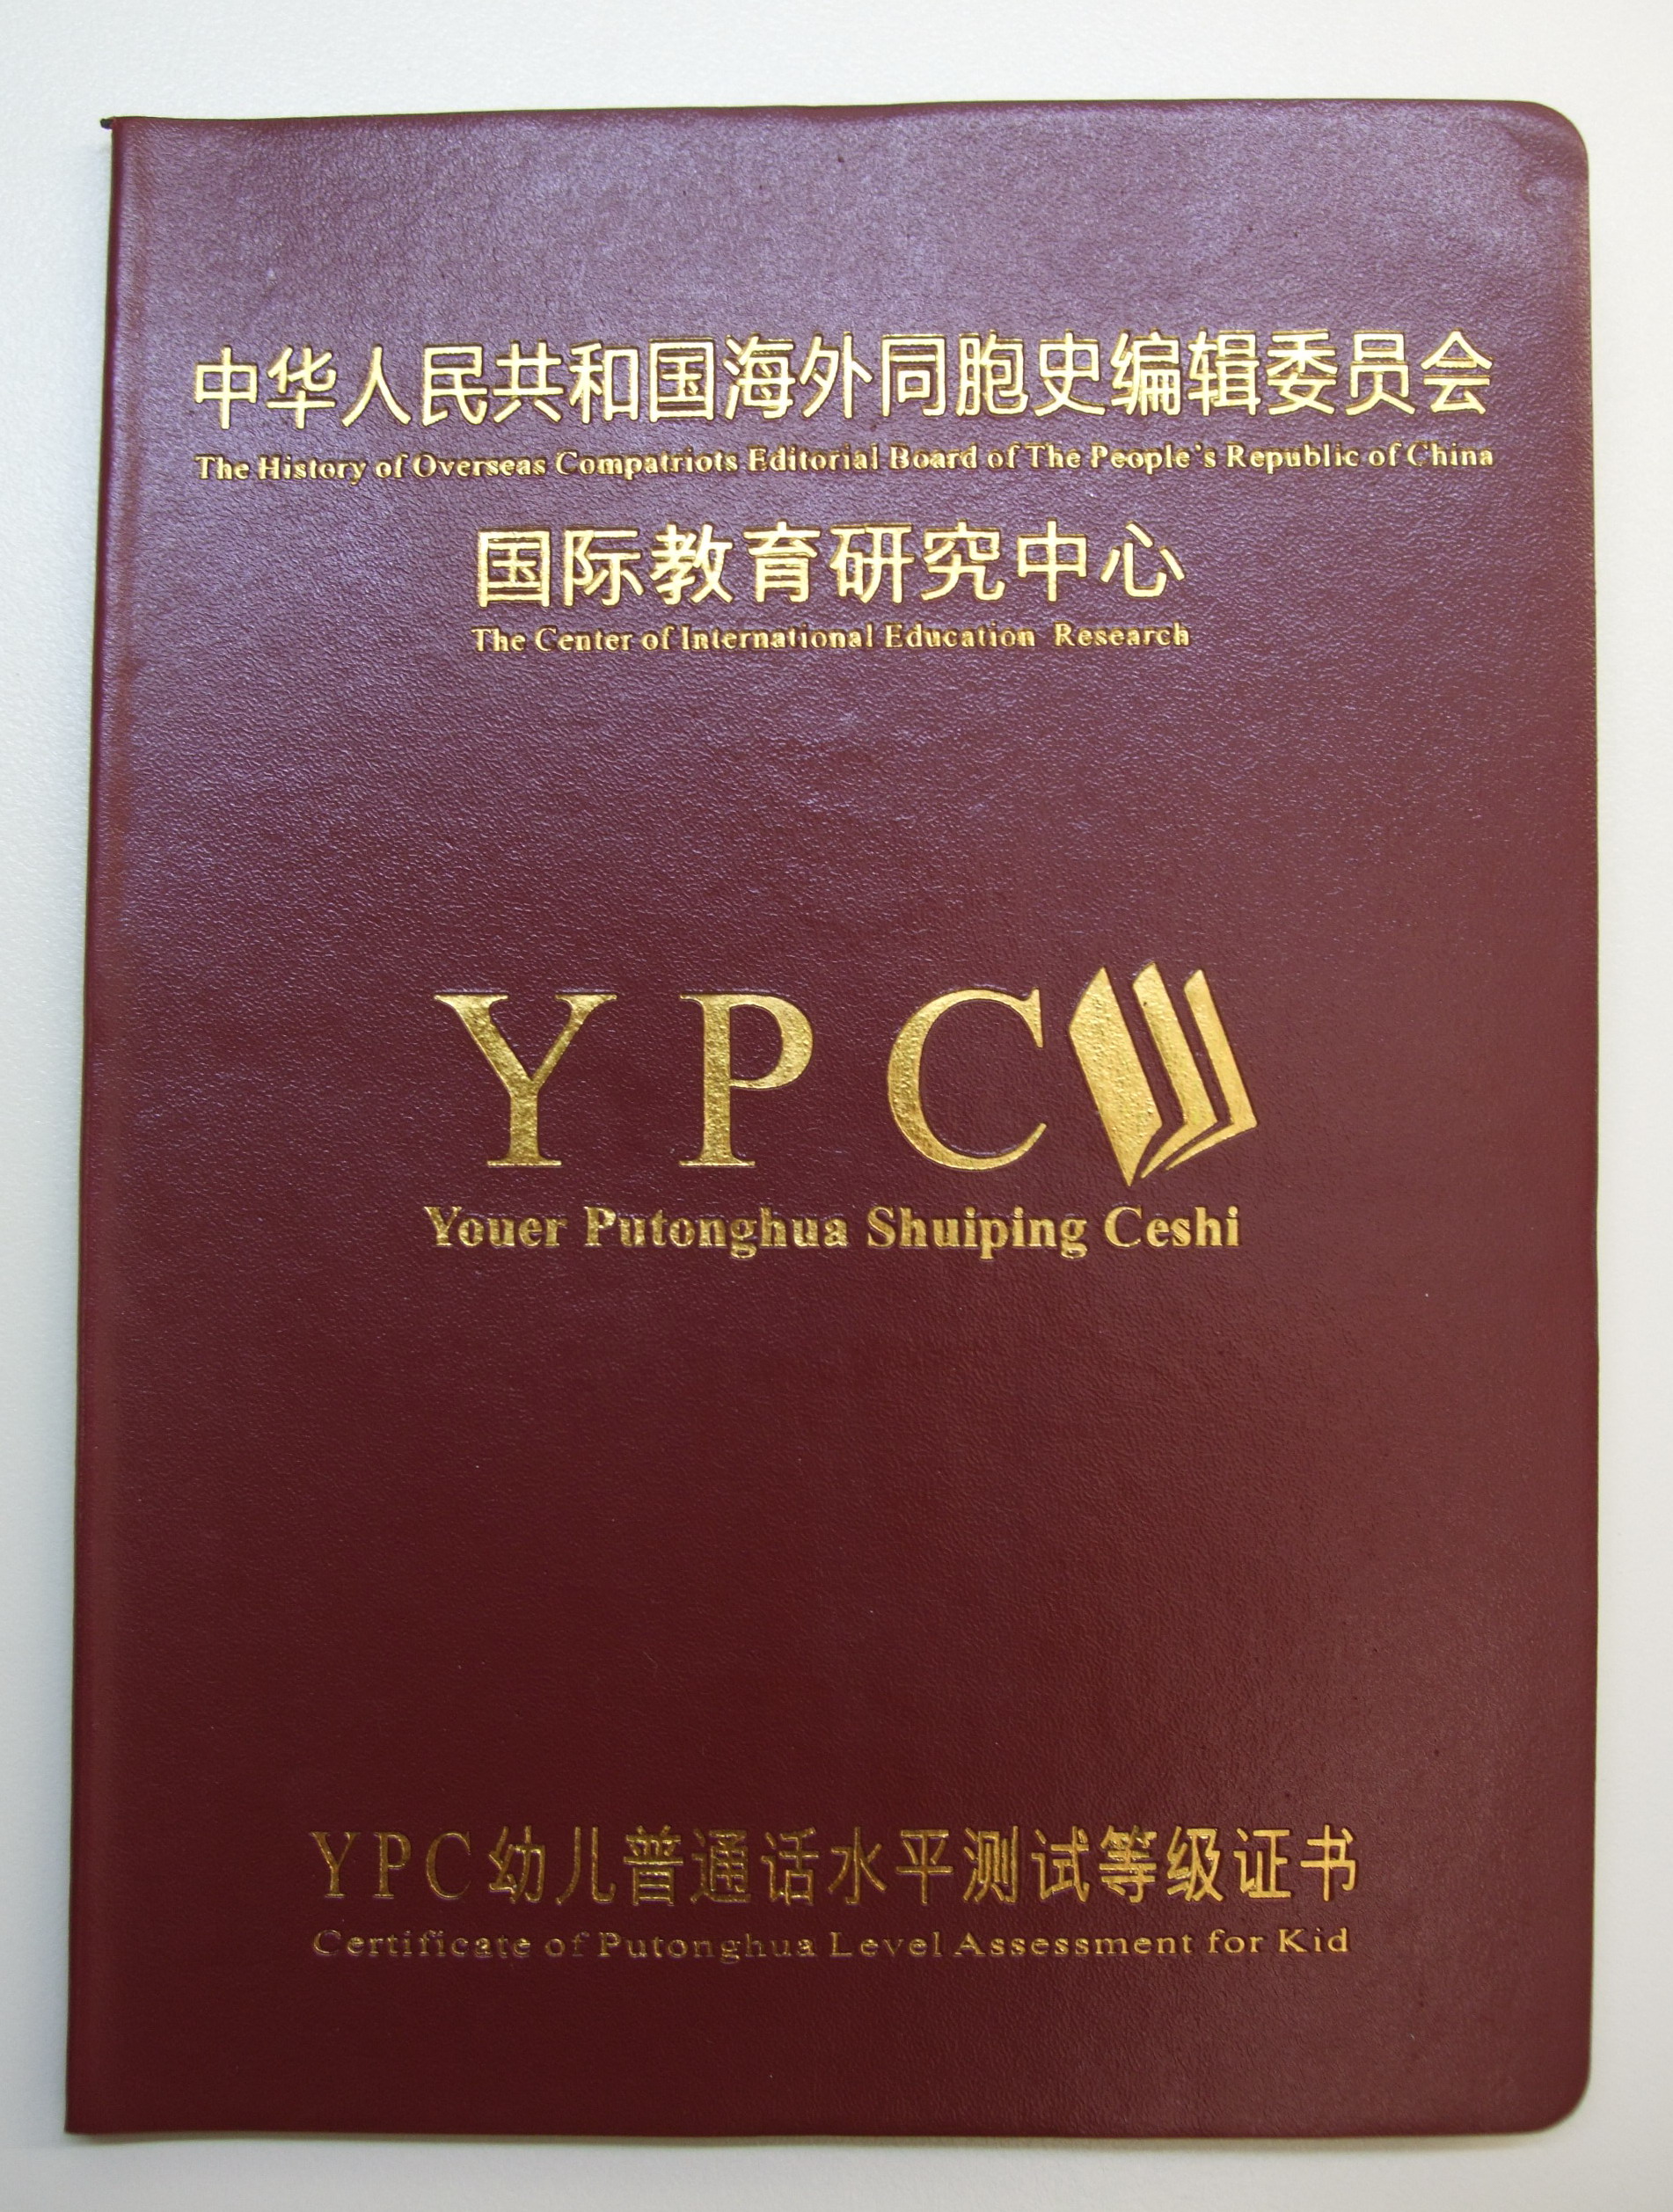 中华人民共和国海外同胞史编辑委员会
The History of Overseas Compatriots Editorial Board of The People's Republic of China
国际教育研究中心
The Center of International Education Research
YPC
Youer Putonghua Shuiping Ceshi
YPC幼儿普通话水平测试等级证书
Certificate of Putonghua Level Assessment for Kid